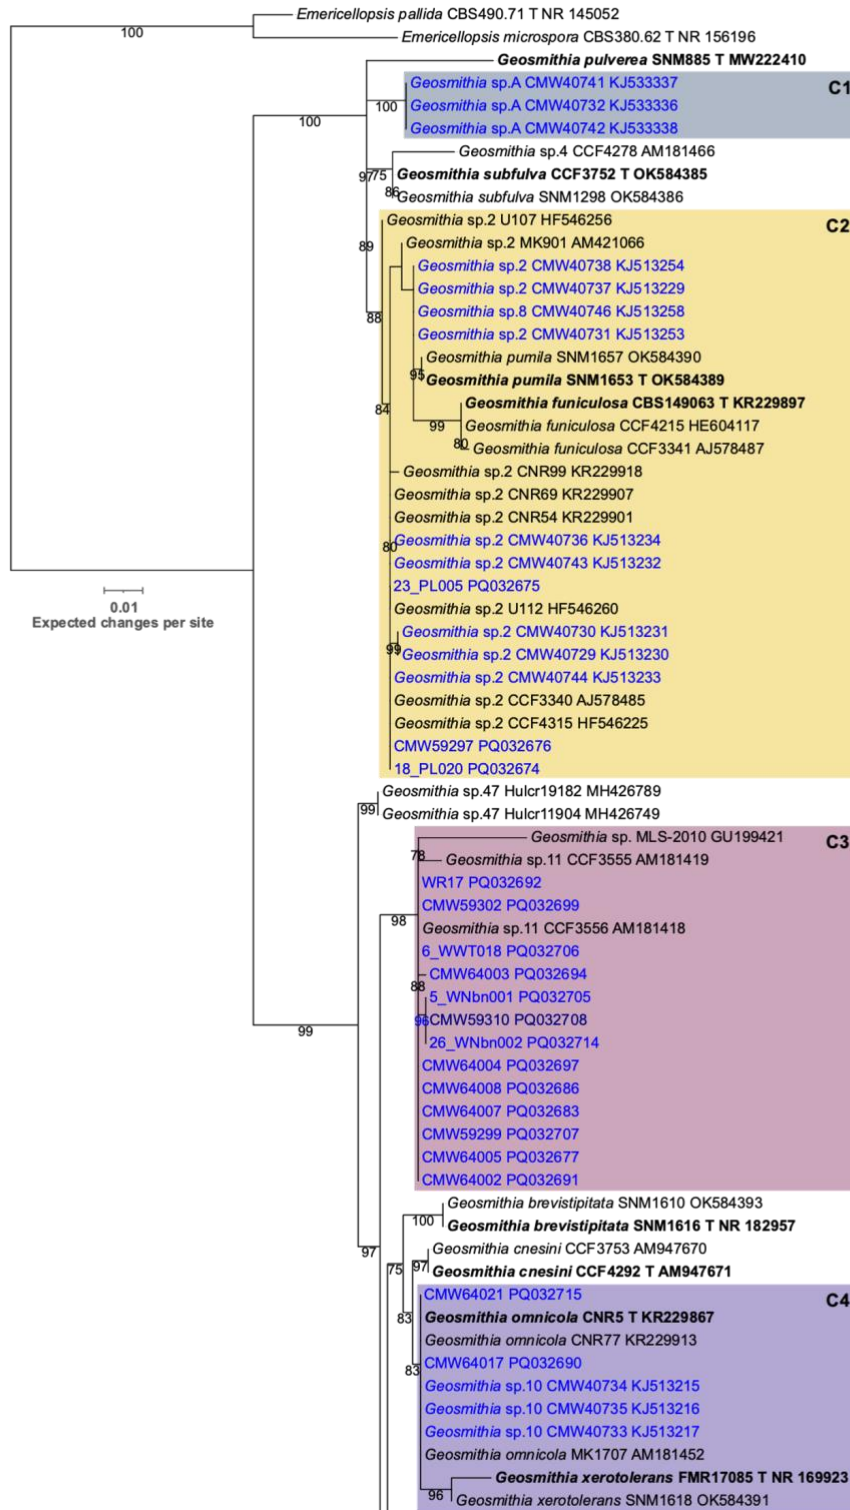 Emericellopsis pallida CBS490.71 T NR 145052
100
Emericellopsis microspora CBS380.62 T NR 156196
Geosmithia pulverea SNM885 T MW222410
Geosmithia sp.A CMW40741 KJ533337
C1
100
Geosmithia sp.A CMW40732 KJ533336
100
Geosmithia sp.A CMW40742 KJ533338
Geosmithia sp.4 CCF4278 AM181466
97
75
Geosmithia subfulva CCF3752 T OK584385
86
Geosmithia subfulva SNM1298 OK584386
Geosmithia sp.2 U107 HF546256
C2
89
Geosmithia sp.2 MK901 AM421066
Geosmithia sp.2 CMW40738 KJ513254
Geosmithia sp.2 CMW40737 KJ513229
88
Geosmithia sp.8 CMW40746 KJ513258
Geosmithia sp.2 CMW40731 KJ513253
Geosmithia pumila SNM1657 OK584390
95
Geosmithia pumila SNM1653 T OK584389
84
Geosmithia funiculosa CBS149063 T KR229897
99
Geosmithia funiculosa CCF4215 HE604117
80
Geosmithia funiculosa CCF3341 AJ578487
Geosmithia sp.2 CNR99 KR229918
Geosmithia sp.2 CNR69 KR229907
Geosmithia sp.2 CNR54 KR229901
80
Geosmithia sp.2 CMW40736 KJ513234
Geosmithia sp.2 CMW40743 KJ513232
23_PL005 PQ032675
0.01
Geosmithia sp.2 U112 HF546260
Expected changes per site
Geosmithia sp.2 CMW40730 KJ513231
99
Geosmithia sp.2 CMW40729 KJ513230
Geosmithia sp.2 CMW40744 KJ513233
Geosmithia sp.2 CCF3340 AJ578485
Geosmithia sp.2 CCF4315 HF546225
CMW59297 PQ032676
18_PL020 PQ032674
Geosmithia sp.47 Hulcr19182 MH426789
99
Geosmithia sp.47 Hulcr11904 MH426749
Geosmithia sp. MLS-2010 GU199421
C3
78
Geosmithia sp.11 CCF3555 AM181419
WR17 PQ032692
CMW59302 PQ032699
98
Geosmithia sp.11 CCF3556 AM181418
6_WWT018 PQ032706
CMW64003 PQ032694
88
5_WNbn001 PQ032705
96
CMW59310 PQ032708
99
26_WNbn002 PQ032714
CMW64004 PQ032697
CMW64008 PQ032686
CMW64007 PQ032683
CMW59299 PQ032707
CMW64005 PQ032677
CMW64002 PQ032691
Geosmithia brevistipitata SNM1610 OK584393
100
Geosmithia brevistipitata SNM1616 T NR 182957
97
Geosmithia cnesini CCF3753 AM947670
75
97
Geosmithia cnesini CCF4292 T AM947671
CMW64021 PQ032715
C4
83
Geosmithia omnicola CNR5 T KR229867
Geosmithia omnicola CNR77 KR229913
83
CMW64017 PQ032690
Geosmithia sp.10 CMW40734 KJ513215
Geosmithia sp.10 CMW40735 KJ513216
Geosmithia sp.10 CMW40733 KJ513217
Geosmithia omnicola MK1707 AM181452
Geosmithia xerotolerans FMR17085 T NR 169923
96
Geosmithia xerotolerans SNM1618 OK584391